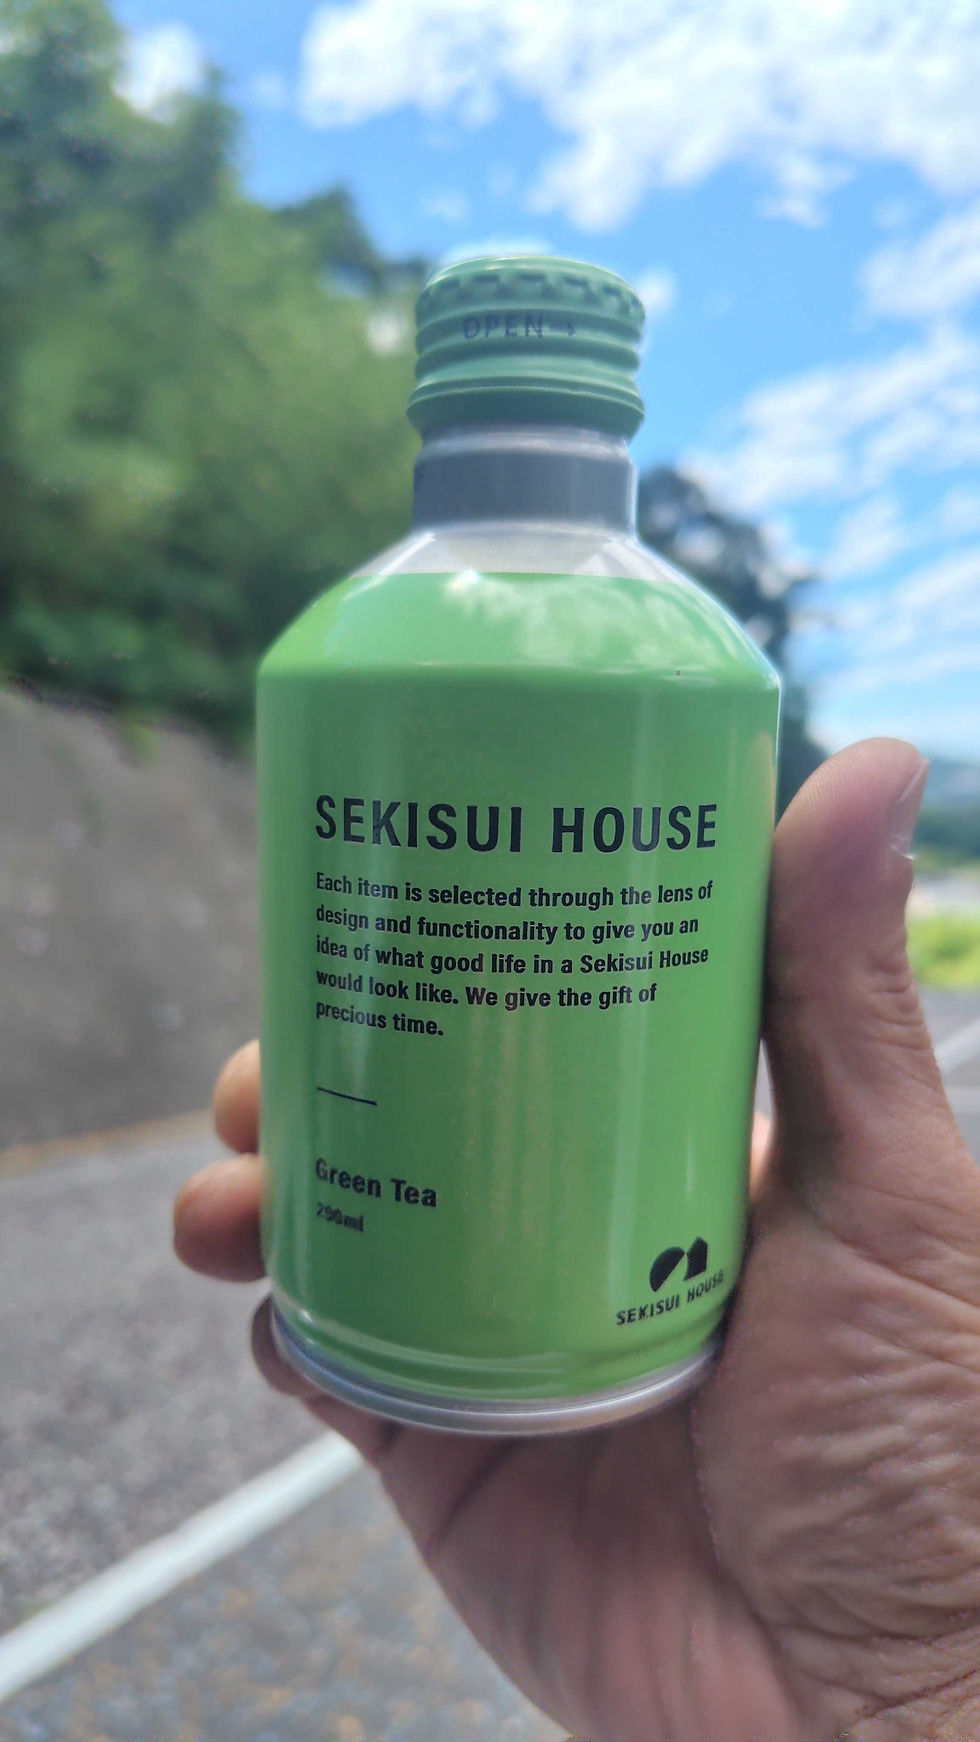 OPEN →
SEKISUI HOUSE
Each item is selected through the lens of
design and functionality to give you an
idea of what good life in a Sekisui House
would look like. We give the gift of
precious time.
Green Tea
290ml
SEKISUI HOUSE